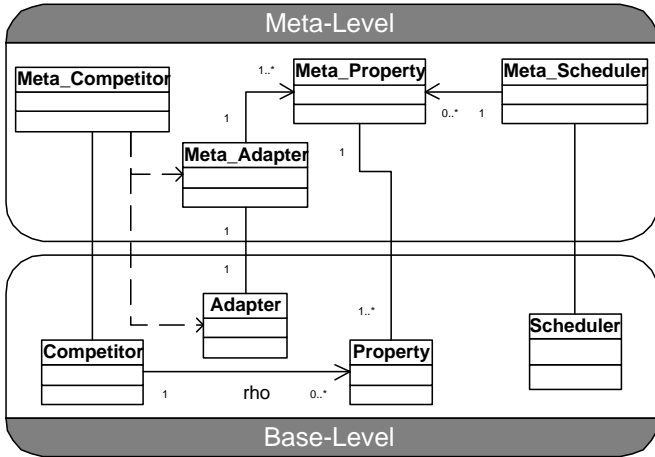 Meta-Level
Meta_Competitor
1..*
Meta_Property
Meta_Scheduler
0..*
1
1
Meta_Adapter
1
1
1
Adapter
1..*
Scheduler
Competitor
Property
1
rho
0..*
Base-Level